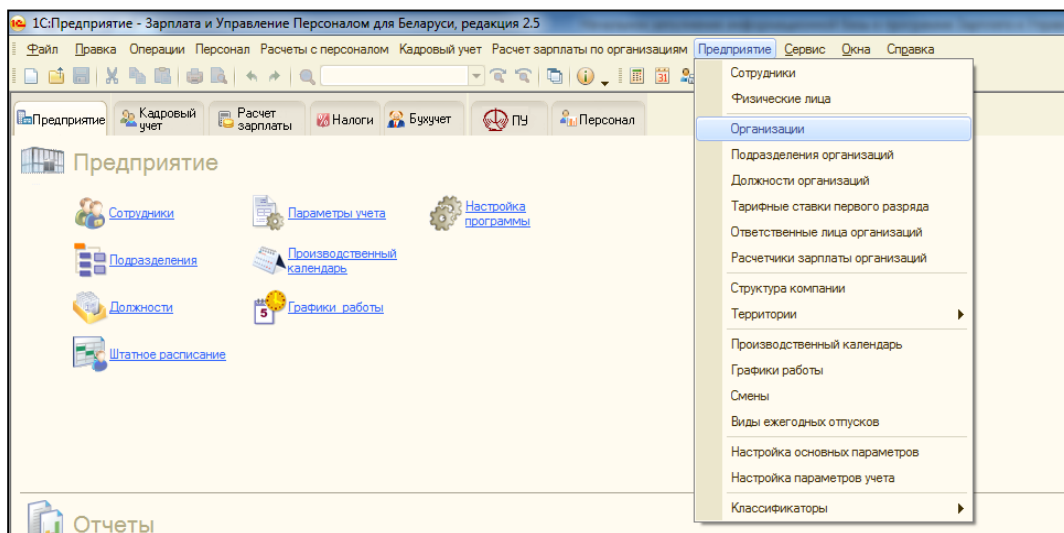 1С:Предприятие - Зарплата и Управление Персоналом для Беларуси, редакция 2.5
Файл Правка Операции Персонал Расчеты с персоналом Кадровый учет Расчет зарплаты по организациям Предприятие Сервис Окна Справка
Предприятие Кадровый учет Расчет зарплаты Налоги Бухучет ПУ Персонал
Предприятие
Сотрудники Параметры учета Настройка программы
Подразделения Производственный календарь
Должности Графики работы
5
Штатное расписание
Отчеты
31
Сотрудники
Физические лица
Организации
Подразделения организаций
Должности организаций
Тарифные ставки первого разряда
Ответственные лица организаций
Расчетчики зарплаты организаций
Структура компании
Территории
Производственный календарь
Графики работы
Смены
Виды ежегодных отпусков
Настройка основных параметров
Настройка параметров учета
Классификаторы